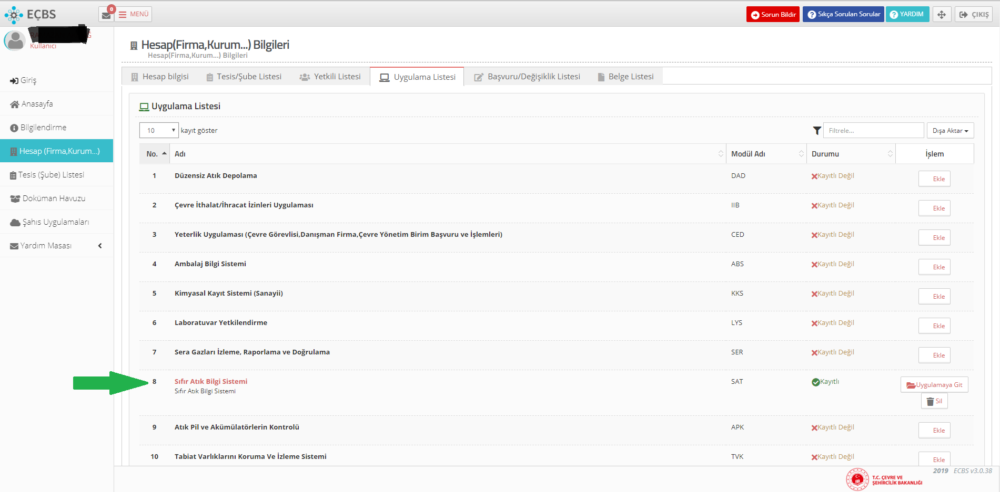 EÇBS
0
MENÜ
Sorun Bildir
Sıkça Sorulan Sorular
YARDIM
ÇIKIŞ
Kullanıcı
Giriş
Anasayfa
Bilgilendirme
Hesap (Firma,Kurum...)
Tesis (Şube) Listesi
Doküman Havuzu
Şahıs Uygulamaları
Yardım Masası
Hesap(Firma,Kurum...) Bilgileri
Hesap(Firma,Kurum...) Bilgileri
Hesap bilgisi
Tesis/Şube Listesi
Yetkili Listesi
Uygulama Listesi
Başvuru/Değişiklik Listesi
Belge Listesi
Uygulama Listesi
10 kayıt göster
Filtrele...
Dışa Aktar
No. Adı Modül Adı Durumu İşlem
1 Düzensiz Atık Depolama DAD Kayıtlı Değil Ekle
2 Çevre İthalat/İhracat İzinleri Uygulaması IIB Kayıtlı Değil Ekle
3 Yeterlik Uygulaması (Çevre Görevlisi,Danışman Firma,Çevre Yönetim Birim Başvuru ve İşlemleri) CED Kayıtlı Değil Ekle
4 Ambalaj Bilgi Sistemi ABS Kayıtlı Değil Ekle
5 Kimyasal Kayıt Sistemi (Sanayii) KKS Kayıtlı Değil Ekle
6 Laboratuvar Yetkilendirme LYS Kayıtlı Değil Ekle
7 Sera Gazları İzleme, Raporlama ve Doğrulama SER Kayıtlı Değil Ekle
8 Sıfır Atık Bilgi Sistemi SAT Kayıtlı Uygulamaya Git
Sıfır Atık Bilgi Sistemi
Sil
9 Atık Pil ve Akümülatörlerin Kontrolü APK Kayıtlı Değil Ekle
10 Tabiat Varlıklarını Koruma Ve İzleme Sistemi TVK Kayıtlı Değil Ekle
2019 ECBS v3.0.38
T.C. ÇEVRE VE
ŞEHİRCİLİK BAKANLIĞI